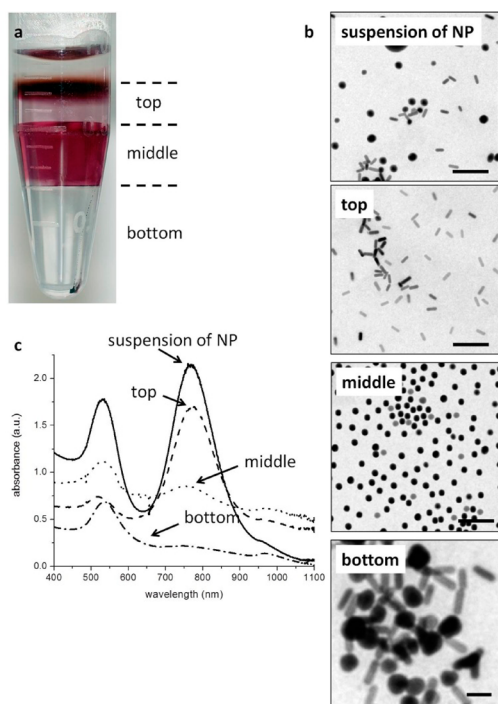 a
top
middle
bottom
b
suspension of NP
top
middle
bottom
c
suspension of NP
top
middle
bottom
absorbance (a.u.)
2.0
1.5
1.0
0.5
0.0
400 500 600 700 800 900 1000 1100
wavelength (nm)